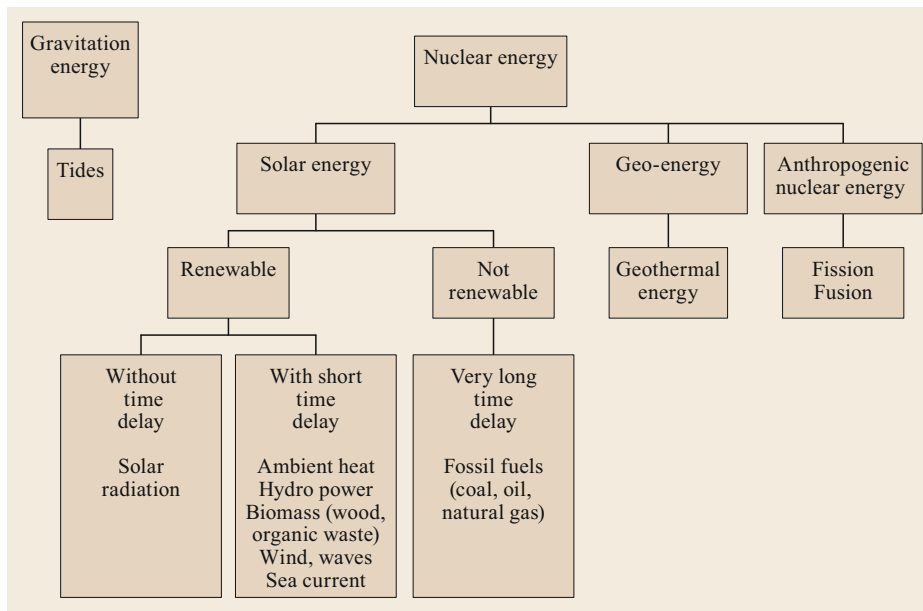 Gravitation
energy
Nuclear energy
Tides
Solar energy
Geo-energy
Anthropogenic
nuclear energy
Renewable
Not
renewable
Geothermal
energy
Fission
Fusion
Without
time
delay
Solar
radiation
With short
time
delay
Ambient heat
Hydro power
Biomass (wood,
organic waste)
Wind, waves
Sea current
Very long
time
delay
Fossil fuels
(coal, oil,
natural gas)